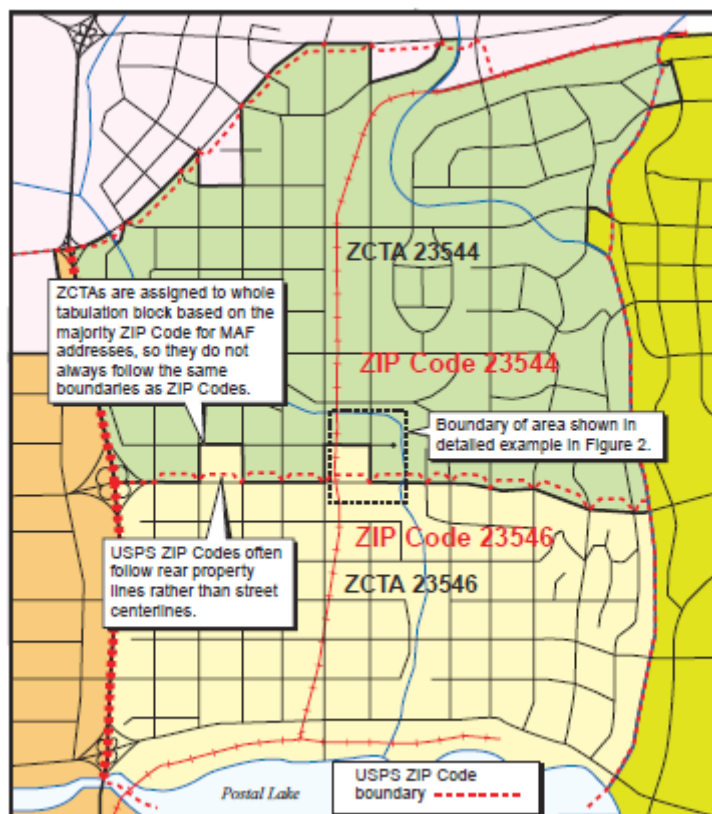 ZCTA 23544
ZCTAs are assigned to whole
tabulation block based on the
majority ZIP Code for MAF
addresses, so they do not
always follow the same
boundaries as ZIP Codes.
ZIP Code 23544
Boundary of area shown in
detailed example in Figure 2.
ZIP Code 23546
USPS ZIP Codes often
follow rear property
lines rather than street
centerlines.
ZCTA 23546
Postal Lake
USPS ZIP Code
boundary